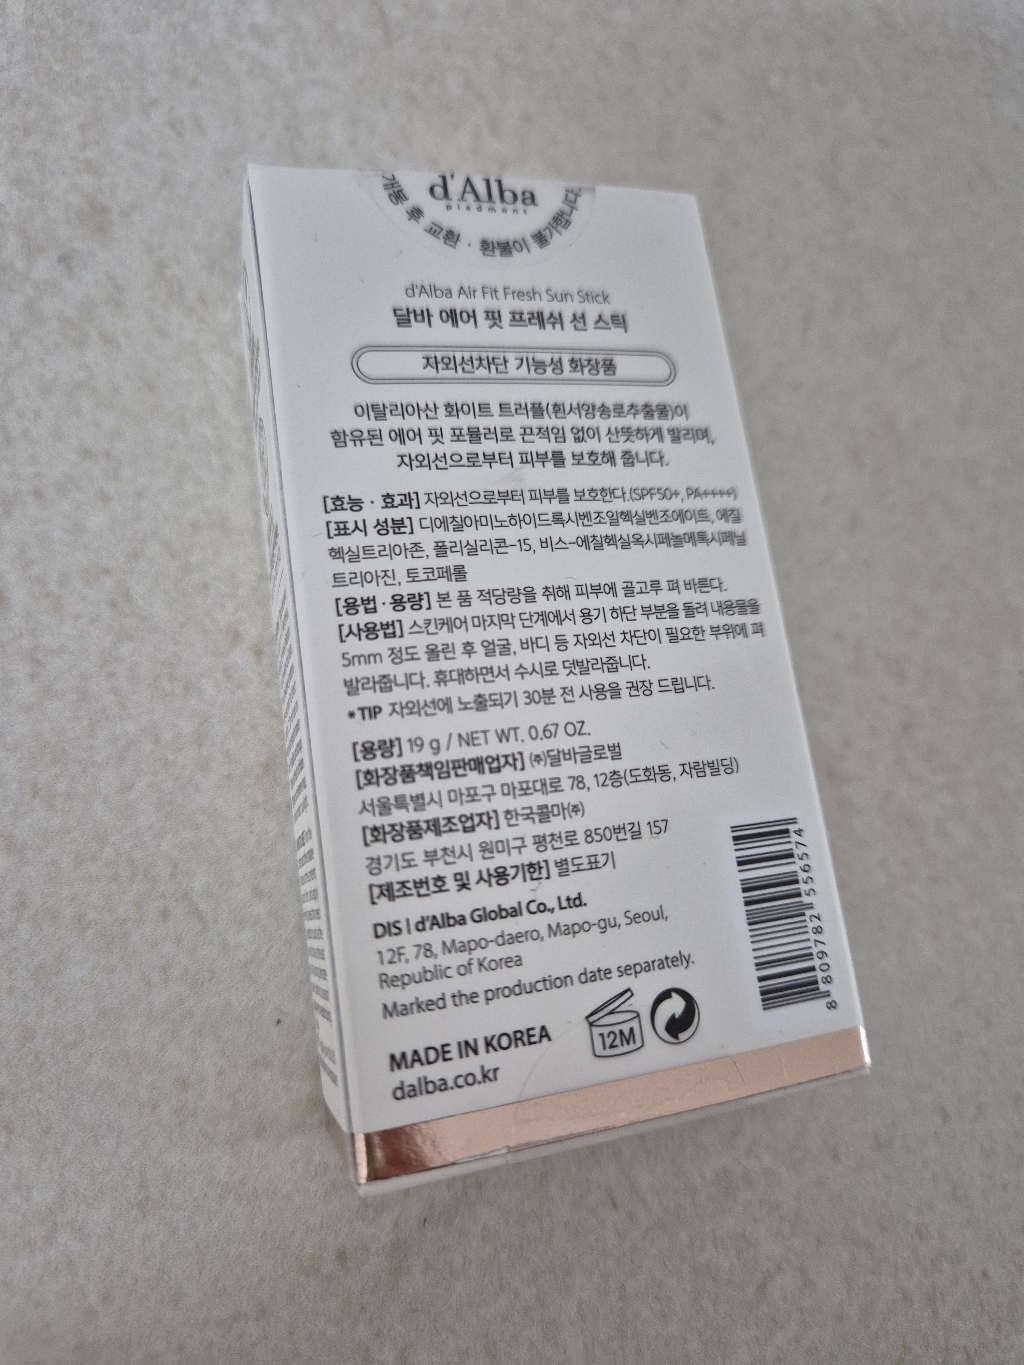 d'Alba
piedmont
개봉 후 교환 · 환불이 불가합니다.
d'Alba Air Fit Fresh Sun Stick
달바 에어 핏 프레쉬 선 스틱
자외선차단 기능성 화장품
이탈리아산 화이트 트러플(흰서양송로추출물)이
함유된 에어 핏 포뮬러로 끈적임 없이 산뜻하게 발리며,
자외선으로부터 피부를 보호해 줍니다.
[효능 · 효과] 자외선으로부터 피부를 보호한다.(SPF50+, PA++++)
[표시 성분] 디에칠아미노하이드록시벤조일헥실벤조에이트, 에칠
헥실트리아존, 폴리실리콘-15, 비스-에칠헥실옥시페놀메톡시페닐
트리아진, 토코페롤
[용법 · 용량] 본 품 적당량을 취해 피부에 골고루 펴 바른다.
[사용법] 스킨케어 마지막 단계에서 용기 하단 부분을 돌려 내용물을
5mm 정도 올린 후 얼굴, 바디 등 자외선 차단이 필요한 부위에 펴
발라줍니다. 휴대하면서 수시로 덧발라줍니다.
* TIP 자외선에 노출되기 30분 전 사용을 권장 드립니다.
[용량] 19 g / NET WT. 0.67 OZ.
[화장품책임판매업자] ㈜달바글로벌
서울특별시 마포구 마포대로 78, 12층(도화동, 자람빌딩)
[화장품제조업자] 한국콜마㈜
경기도 부천시 원미구 평천로 850번길 157
[제조번호 및 사용기한] 별도표기
DIS | d'Alba Global Co., Ltd.
12F, 78, Mapo-daero, Mapo-gu, Seoul,
Republic of Korea
Marked the production date separately.
MADE IN KOREA
dalba.co.kr
12M
8 809782 556574